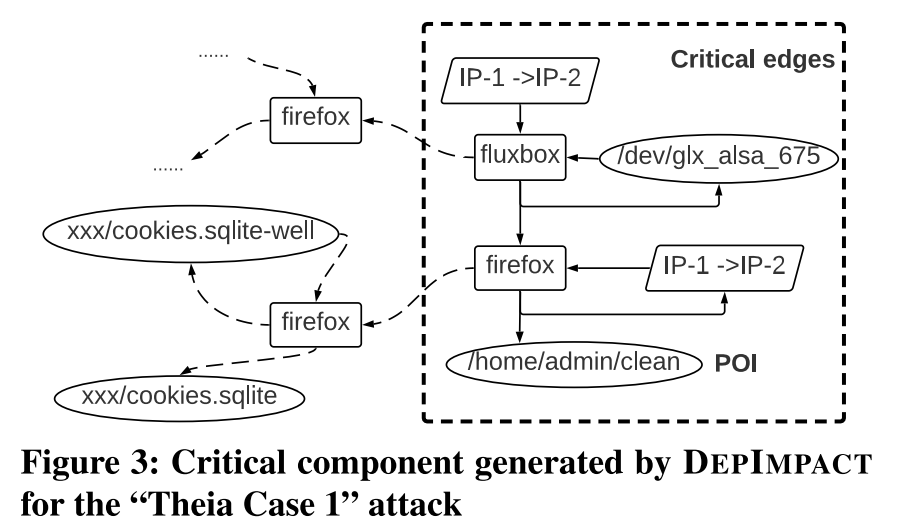 ......
Critical edges
IP-1 ->IP-2
firefox
fluxbox
/dev/glx_alsa_675
......
xxx/cookies.sqlite-well
firefox
IP-1 ->IP-2
firefox
/home/admin/clean
POI
xxx/cookies.sqlite
Figure 3: Critical component generated by DEPIMPACT
for the “Theia Case 1” attack